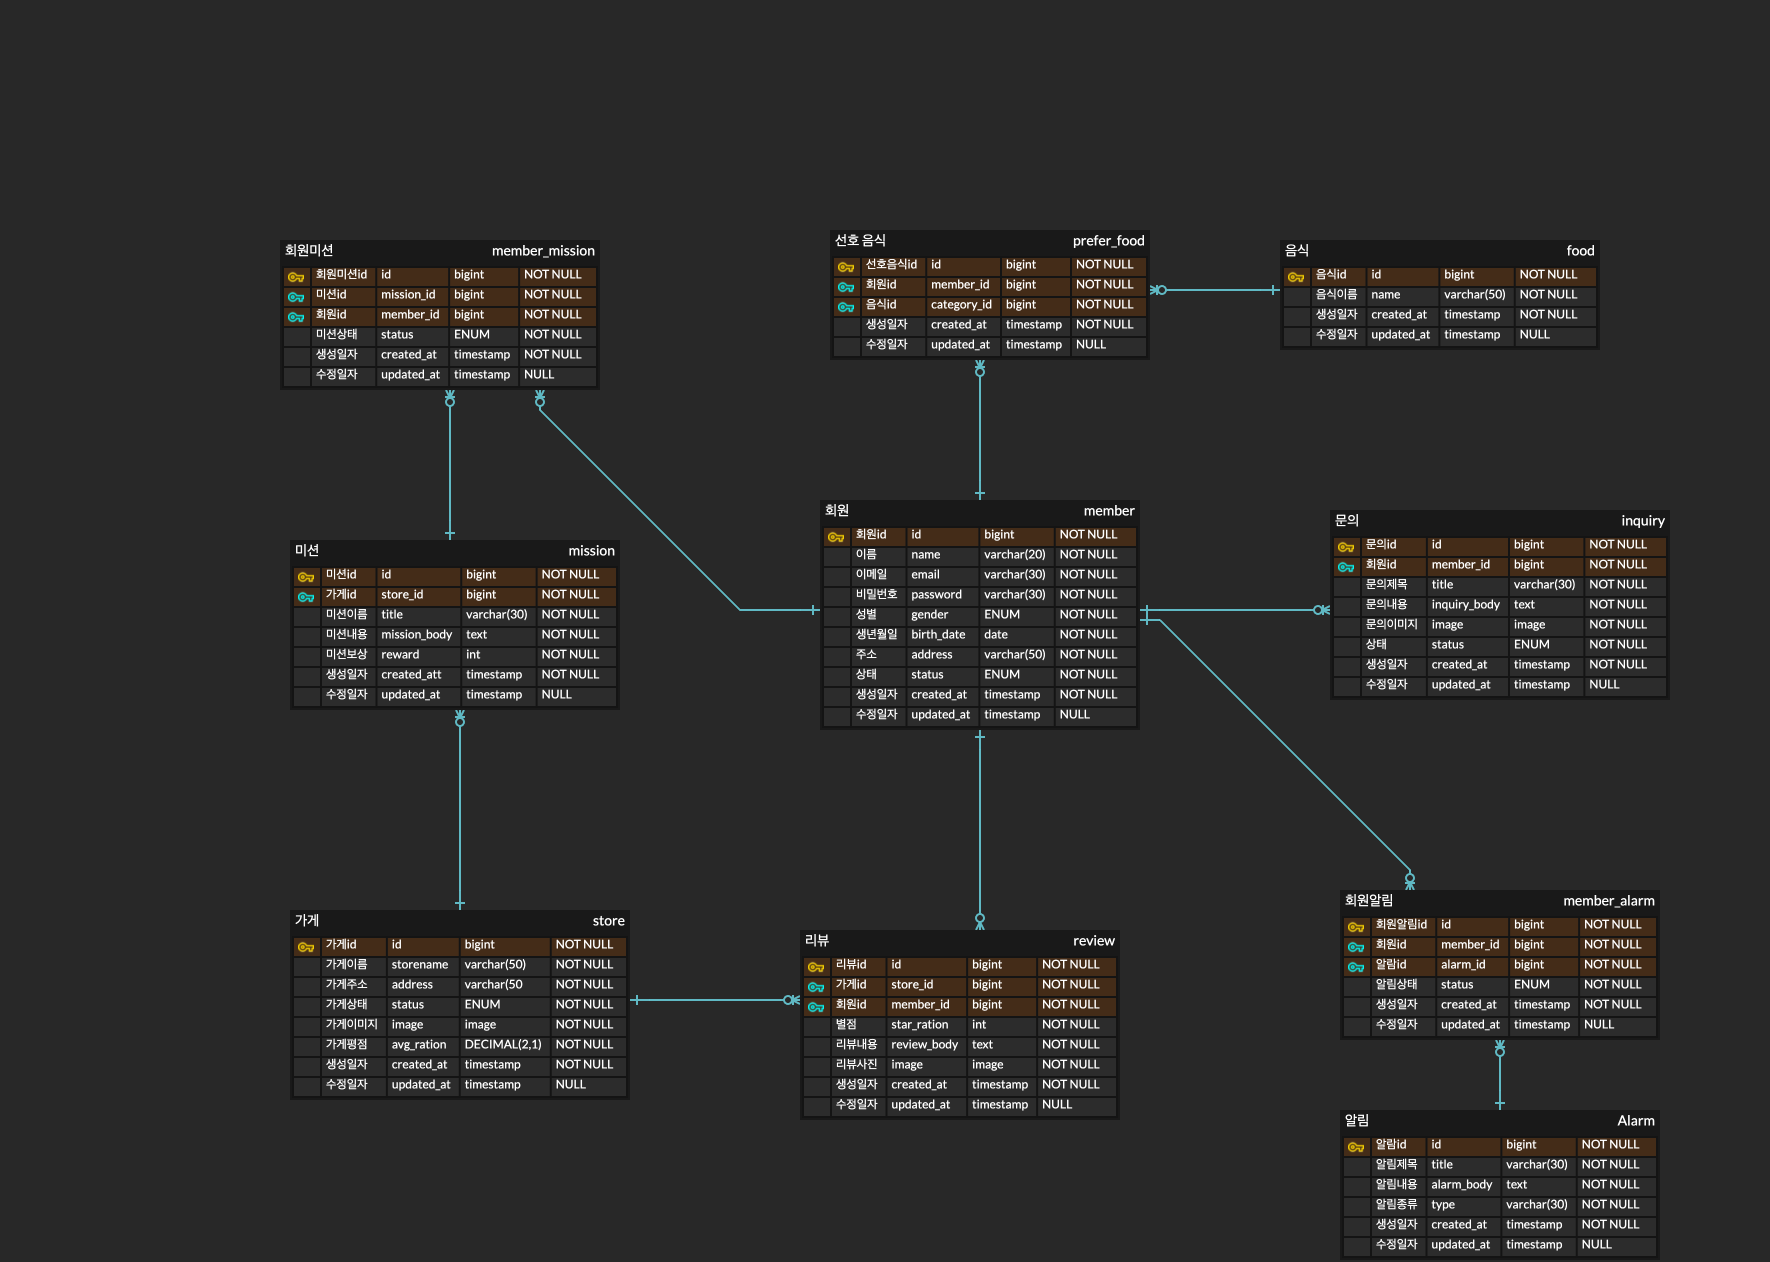 회원미션 member_mission
회원미션id id bigint NOT NULL
미션id mission_id bigint NOT NULL
회원id member_id bigint NOT NULL
미션상태 status ENUM NOT NULL
생성일자 created_at timestamp NOT NULL
수정일자 updated_at timestamp NULL
선호 음식 prefer_food
선호음식id id bigint NOT NULL
회원id member_id bigint NOT NULL
음식id category_id bigint NOT NULL
생성일자 created_at timestamp NOT NULL
수정일자 updated_at timestamp NULL
음식 food
음식id id bigint NOT NULL
음식이름 name varchar(50) NOT NULL
생성일자 created_at timestamp NOT NULL
수정일자 updated_at timestamp NULL
미션 mission
미션id id bigint NOT NULL
가게id store_id bigint NOT NULL
미션이름 title varchar(30) NOT NULL
미션내용 mission_body text NOT NULL
미션보상 reward int NOT NULL
생성일자 created_att timestamp NOT NULL
수정일자 updated_at timestamp NULL
회원 member
회원id id bigint NOT NULL
이름 name varchar(20) NOT NULL
이메일 email varchar(30) NOT NULL
비밀번호 password varchar(30) NOT NULL
성별 gender ENUM NOT NULL
생년월일 birth_date date NOT NULL
주소 address varchar(50) NOT NULL
상태 status ENUM NOT NULL
생성일자 created_at timestamp NOT NULL
수정일자 updated_at timestamp NULL
문의 inquiry
문의id id bigint NOT NULL
회원id member_id bigint NOT NULL
문의제목 title varchar(30) NOT NULL
문의내용 inquiry_body text NOT NULL
문의이미지 image image NOT NULL
상태 status ENUM NOT NULL
생성일자 created_at timestamp NOT NULL
수정일자 updated_at timestamp NULL
가게 store
가게id id bigint NOT NULL
가게이름 storename varchar(50) NOT NULL
가게주소 address varchar(50 NOT NULL
가게상태 status ENUM NOT NULL
가게이미지 image image NOT NULL
가게평점 avg_ration DECIMAL(2,1) NOT NULL
생성일자 created_at timestamp NOT NULL
수정일자 updated_at timestamp NULL
리뷰 review
리뷰id id bigint NOT NULL
가게id store_id bigint NOT NULL
회원id member_id bigint NOT NULL
별점 star_ration int NOT NULL
리뷰내용 review_body text NOT NULL
리뷰사진 image image NOT NULL
생성일자 created_at timestamp NOT NULL
수정일자 updated_at timestamp NULL
회원알림 member_alarm
회원알림id id bigint NOT NULL
회원id member_id bigint NOT NULL
알림id alarm_id bigint NOT NULL
알림상태 status ENUM NOT NULL
생성일자 created_at timestamp NOT NULL
수정일자 updated_at timestamp NULL
알림 Alarm
알림id id bigint NOT NULL
알림제목 title varchar(30) NOT NULL
알림내용 alarm_body text NOT NULL
알림종류 type varchar(30) NOT NULL
생성일자 created_at timestamp NOT NULL
수정일자 updated_at timestamp NULL